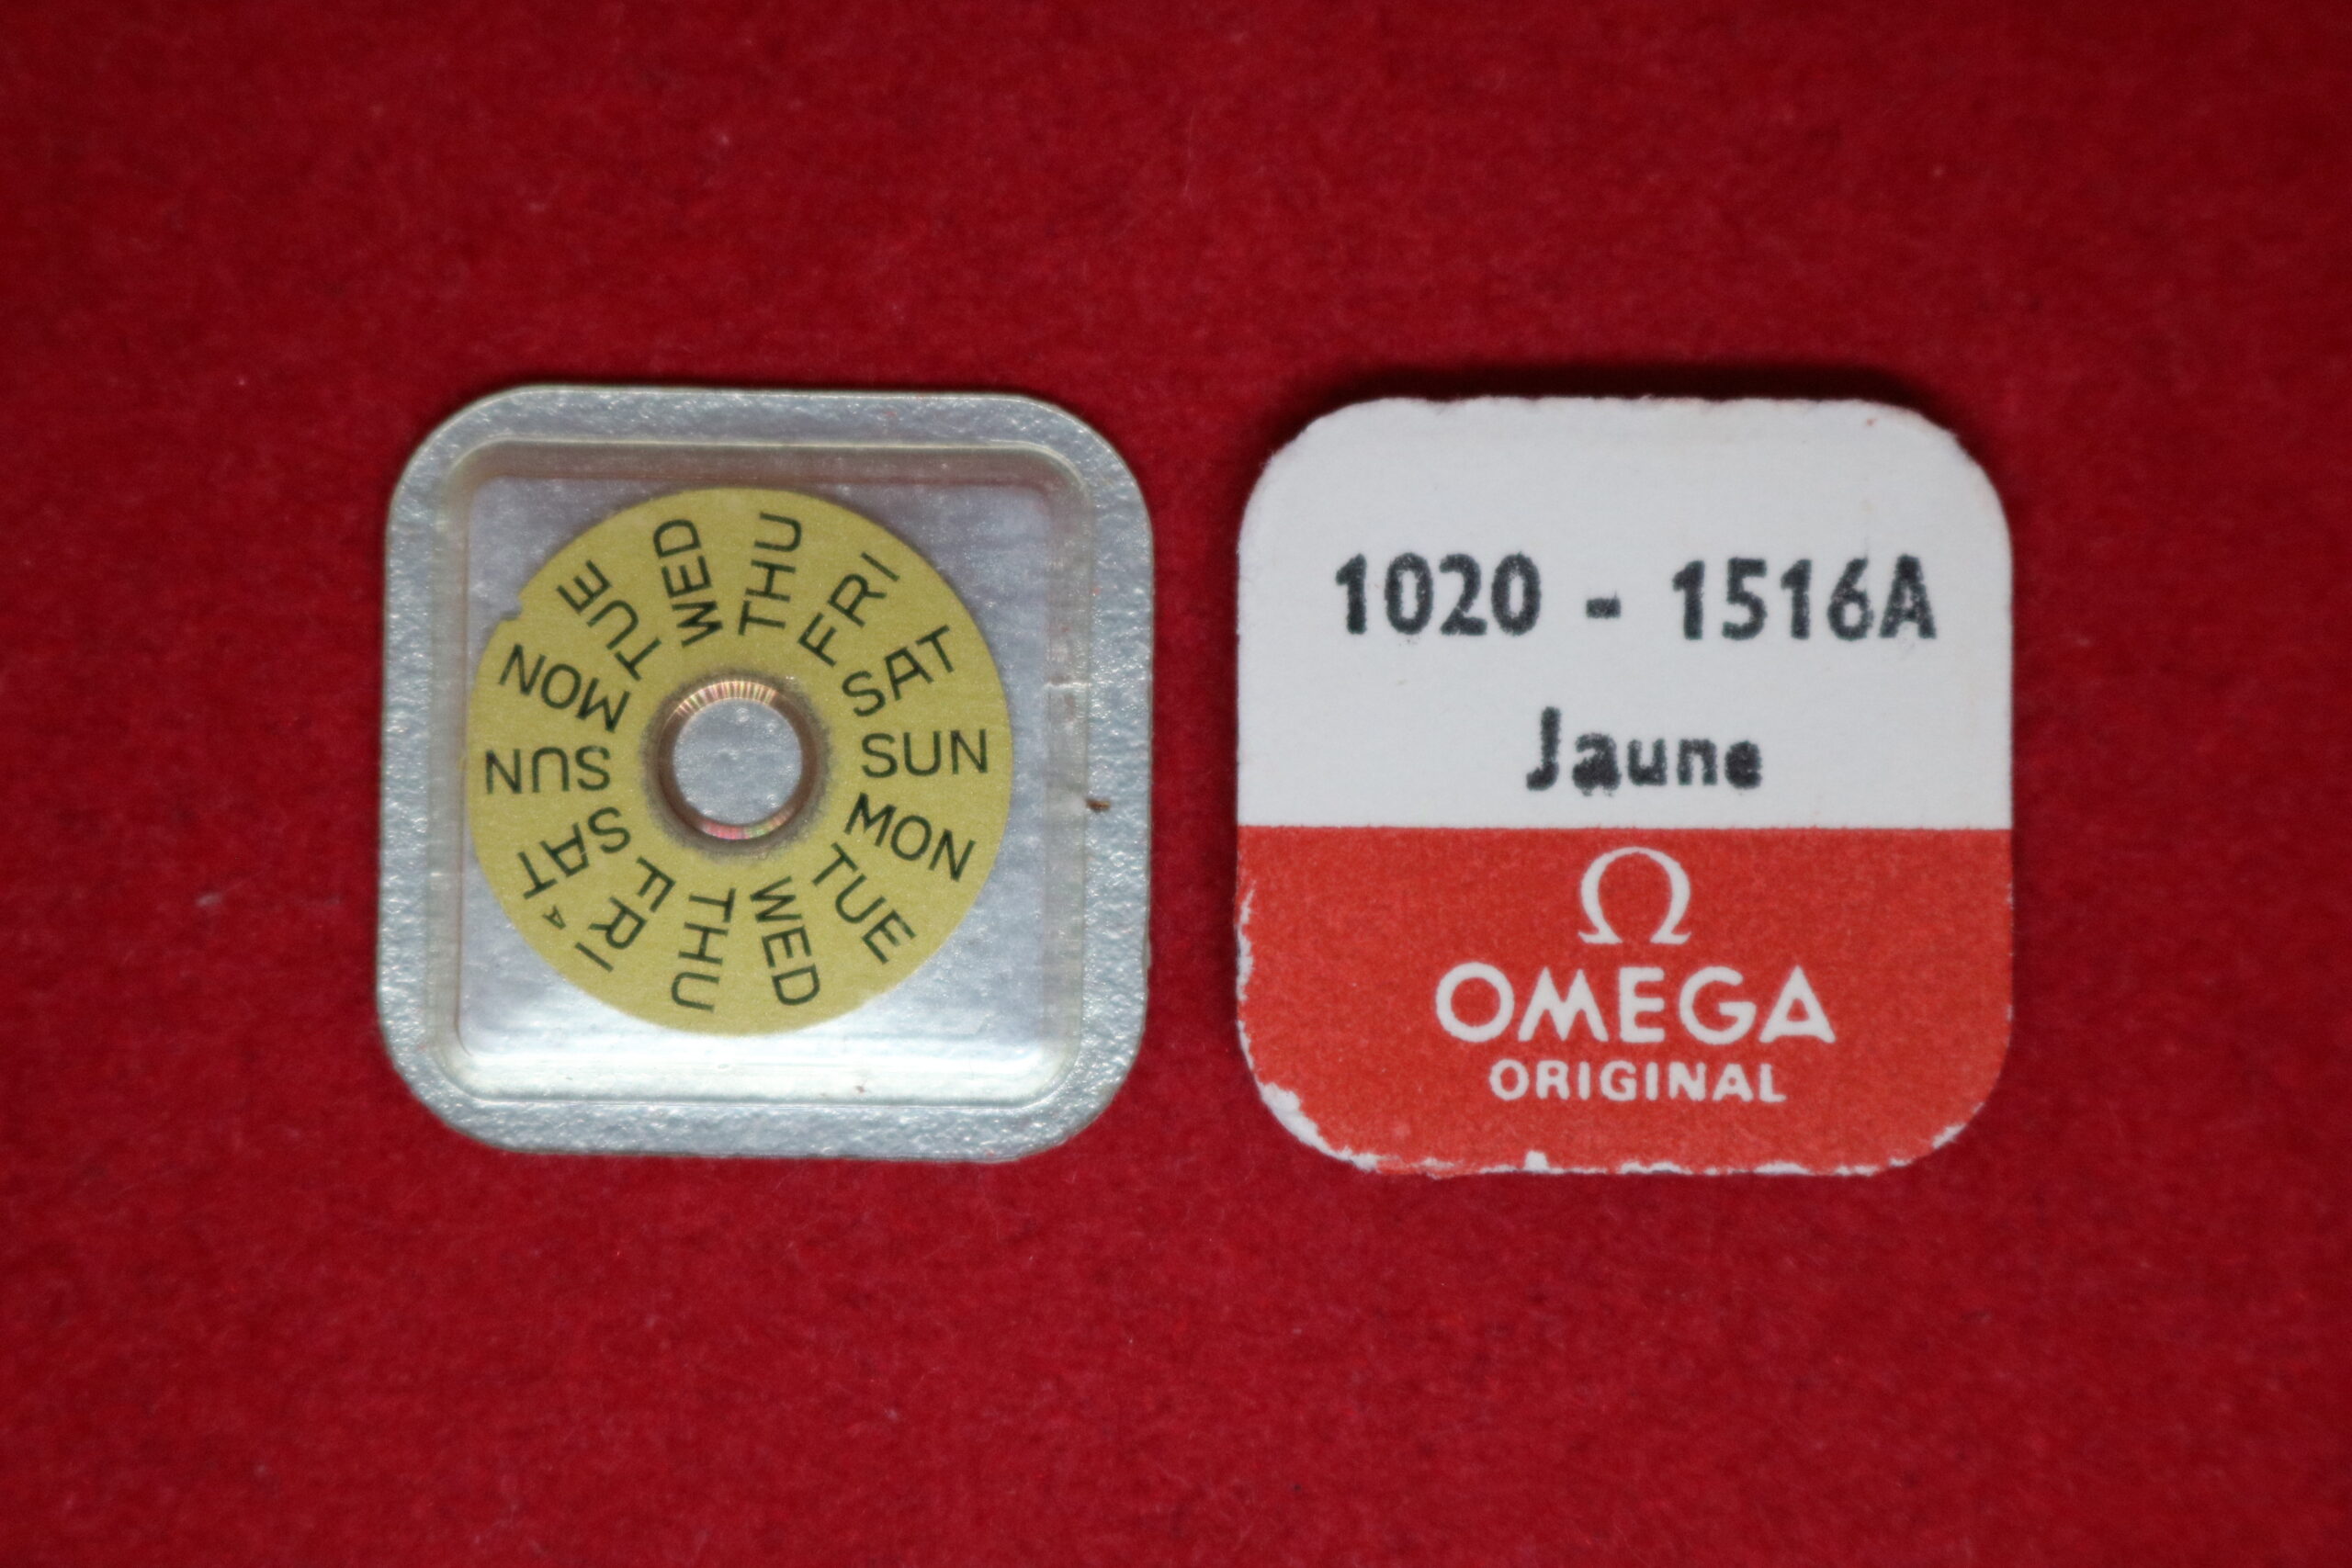 THU
FRI
SAT
SUN
MON
TUE
WED
THU
FRI
A
SAT
SUN
MON
TUE
WED
1020 - 1516A
Jaune
Ω
OMEGA
ORIGINAL